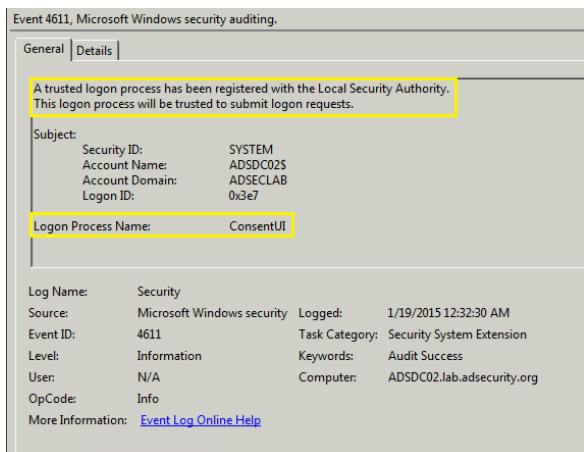 Event 4611, Microsoft Windows security auditing.
General Details
A trusted logon process has been registered with the Local Security Authority.
This logon process will be trusted to submit logon requests.
Subject:
Security ID: SYSTEM
Account Name: ADSDC02$
Account Domain: ADSECLAB
Logon ID: 0x3e7
Logon Process Name: ConsentUI
Log Name: Security
Source: Microsoft Windows security Logged: 1/19/2015 12:32:30 AM
Event ID: 4611 Task Category: Security System Extension
Level: Information Keywords: Audit Success
User: N/A Computer: ADSDC02.lab.adsecurity.org
OpCode: Info
More Information: Event Log Online Help